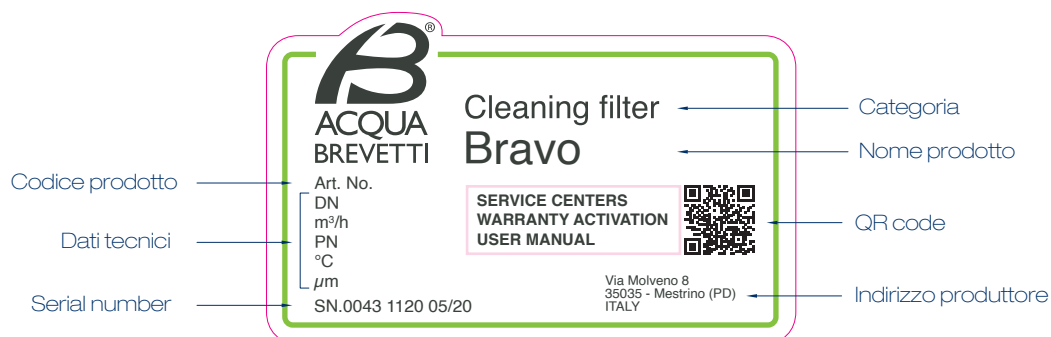 ®
ACQUA
BREVETTI
Cleaning filter
Categoria
Bravo
Nome prodotto
Codice prodotto
Art. No.
Dati tecnici
DN
m³/h
PN
°C
µm
SERVICE CENTERS
WARRANTY ACTIVATION
USER MANUAL
QR code
Serial number
SN.0043 1120 05/20
Via Molveno 8
35035 - Mestrino (PD)
ITALY
Indirizzo produttore